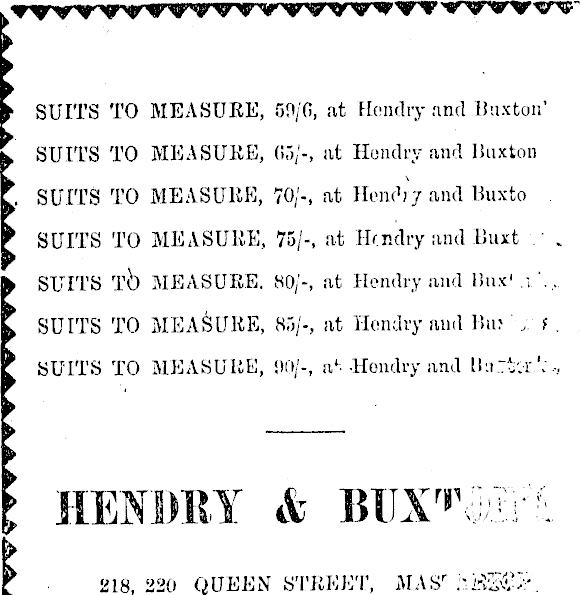 SUITS TO MEASURE, 59/6, at Hendry and Buxton'
SUITS TO MEASURE, 65/-, at Hendry and Buxton
SUITS TO MEASURE, 70/-, at Hendry and Buxto
SUITS TO MEASURE, 75/-, at Hendry and Buxt
SUITS TO MEASURE. 80/-, at Hendry and
SUITS TO MEASURE, 85/-, at Hendry and
SUITS TO MEASURE, 90/-, at Hendry and
HENDRY &
218, 220 QUEEN STREET,